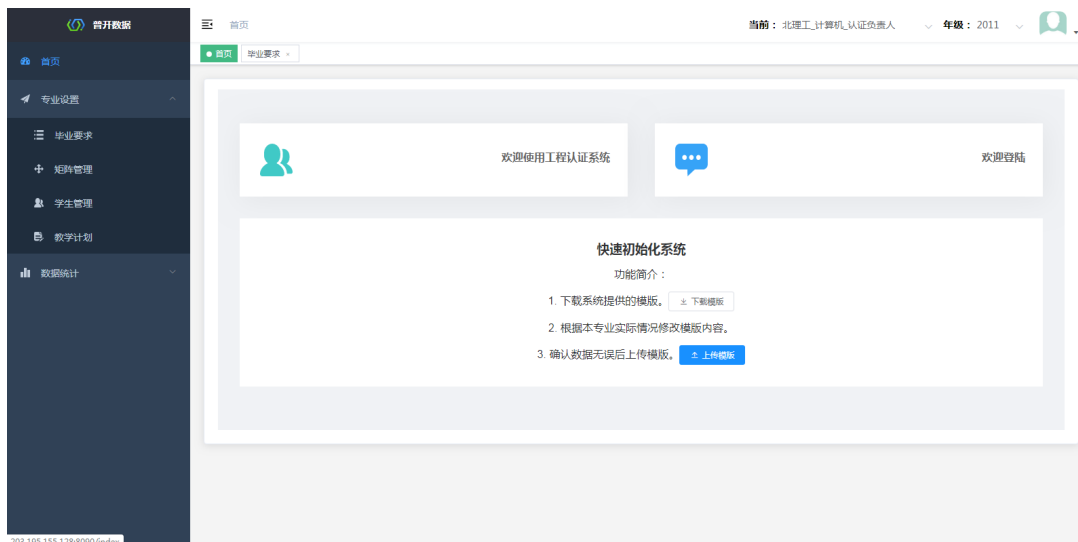 普开数据
首页
当前： 北理工_计算机_认证负责人
年级： 2011
首页
毕业要求 ×
首页
专业设置
毕业要求
矩阵管理
学生管理
教学计划
数据统计
欢迎使用工程认证系统
欢迎登陆
快速初始化系统
功能简介：
1. 下载系统提供的模版。 下载模版
2. 根据本专业实际情况修改模版内容。
3. 确认数据无误后上传模版。 上传模版
203.195.155.128:8090/index